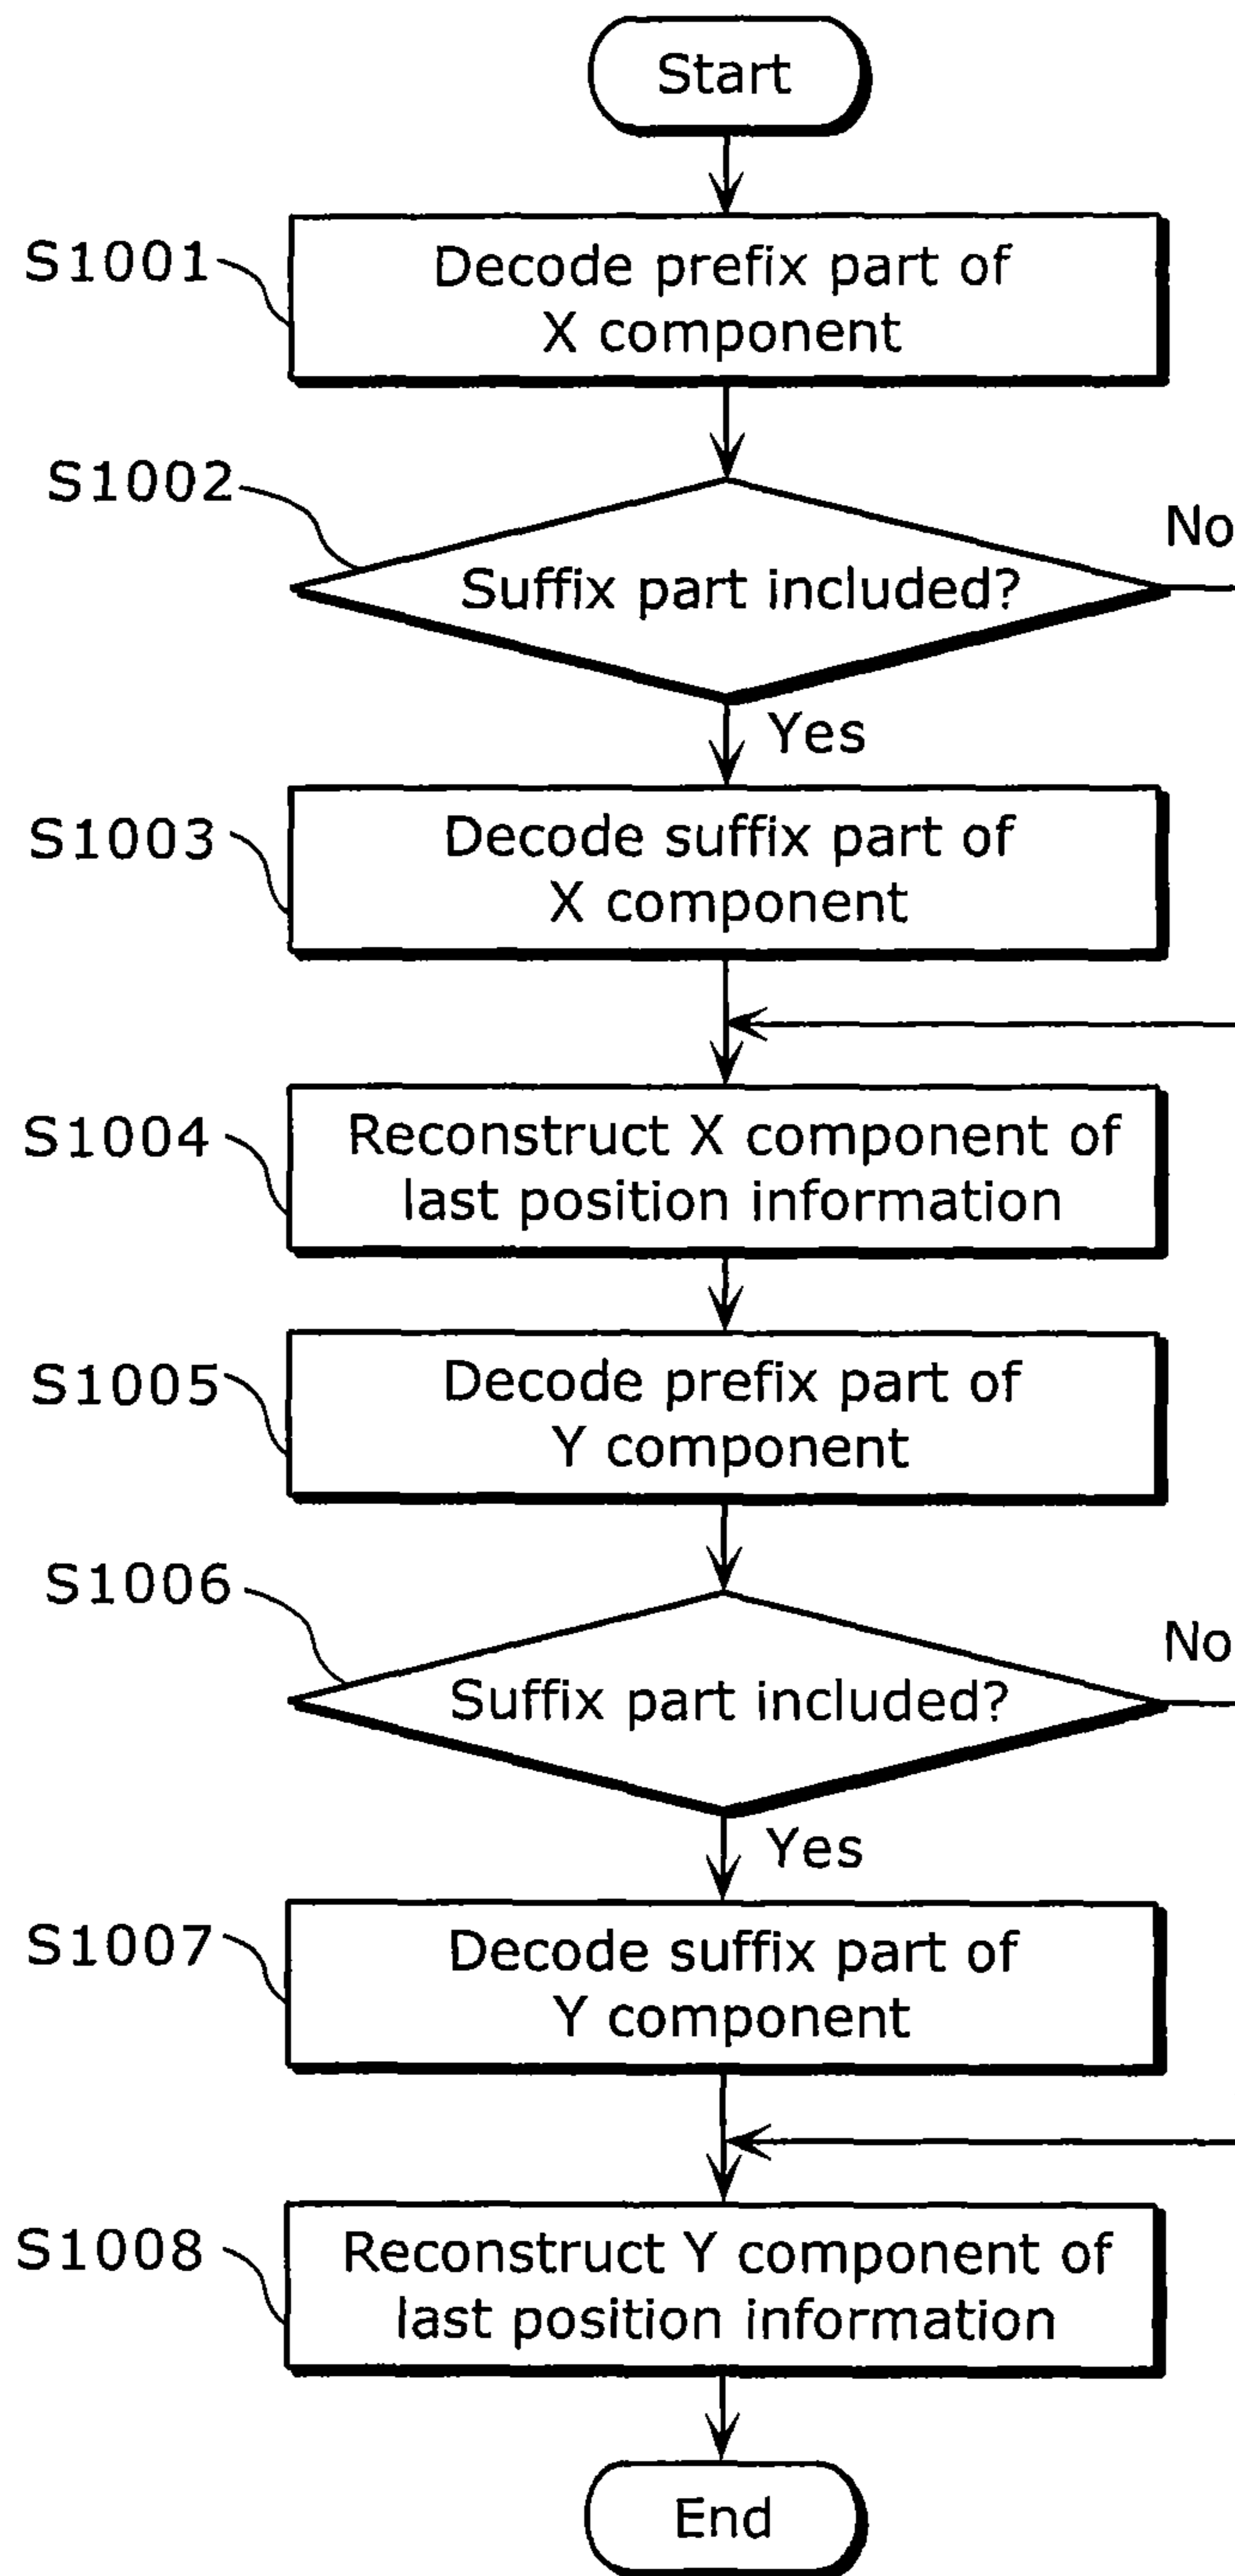 Start
S1001
Decode prefix part of
X component
S1002
No
Suffix part included?
Yes
S1003
Decode suffix part of
X component
S1004
Reconstruct X component of
last position information
S1005
Decode prefix part of
Y component
S1006
No
Suffix part included?
Yes
S1007
Decode suffix part of
Y component
S1008
Reconstruct Y component of
last position information
End